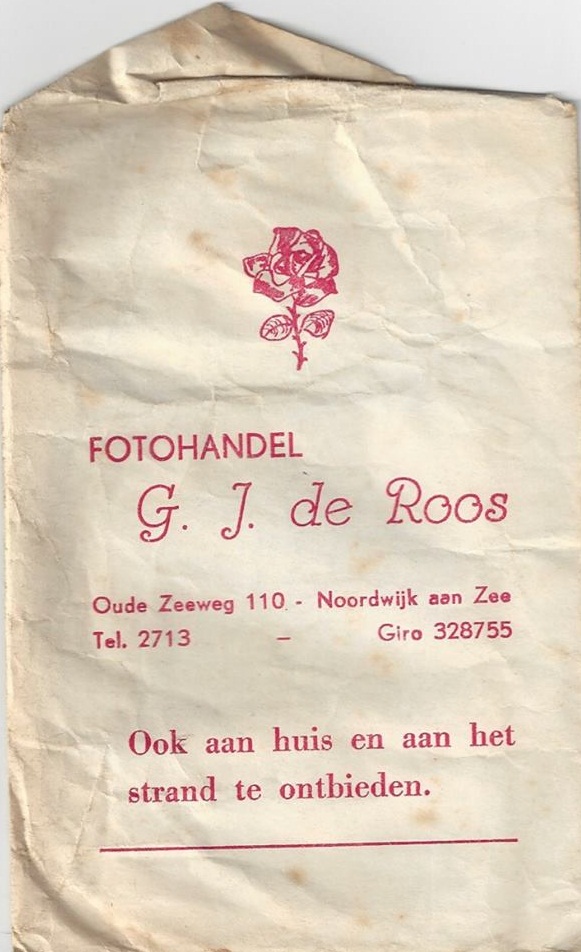 FOTOHANDEL
G. J. de Roos
Oude Zeeweg 110 - Noordwijk aan Zee
Tel. 2713 – Giro 328755
Ook aan huis en aan het
strand te ontbieden.